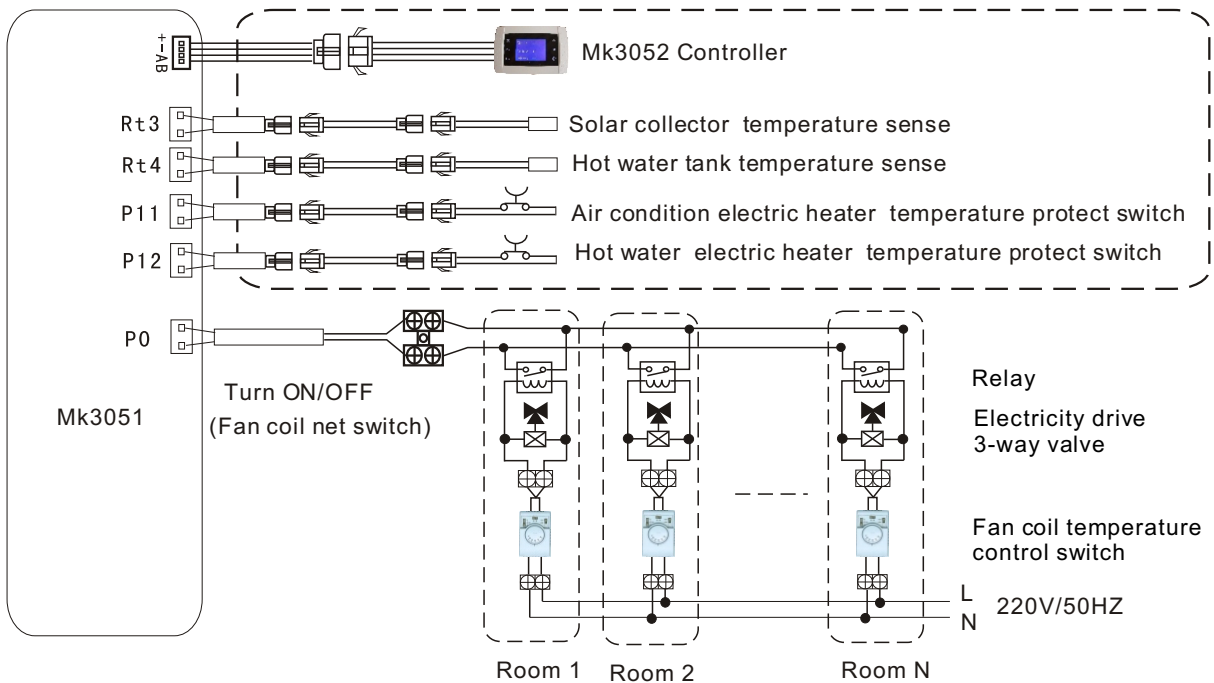 +-AB
Mk3052 Controller
Rt3
Solar collector temperature sense
Rt4
Hot water tank temperature sense
P11
Air condition electric heater temperature protect switch
P12
Hot water electric heater temperature protect switch
P0
Turn ON/OFF
(Fan coil net switch)
Mk3051
Relay
Electricity drive
3-way valve
Fan coil temperature
control switch
L
N
220V/50HZ
Room 1
Room 2
Room N